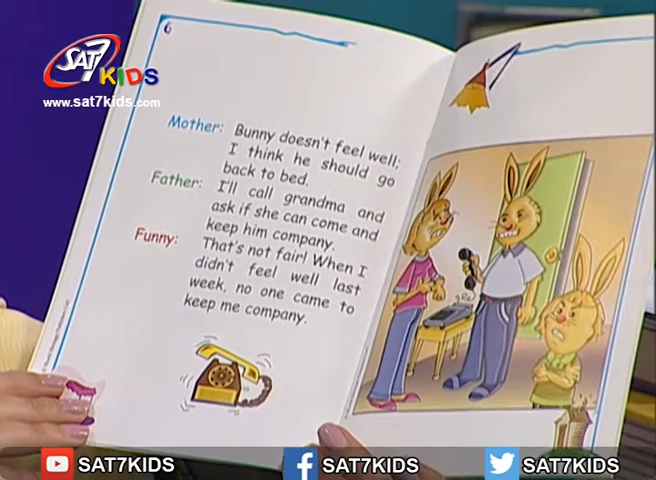 6
SAT7
KIDS
www.sat7kids.com
Mother: Bunny doesn't feel well;
I think he should go
back to bed.
Father: I'll call grandma and
ask if she can come and
keep him company.
Funny: That's not fair! When I
didn't feel well last
week, no one came to
keep me company.
SAT7KIDS
SAT7KIDS
SAT7KIDS